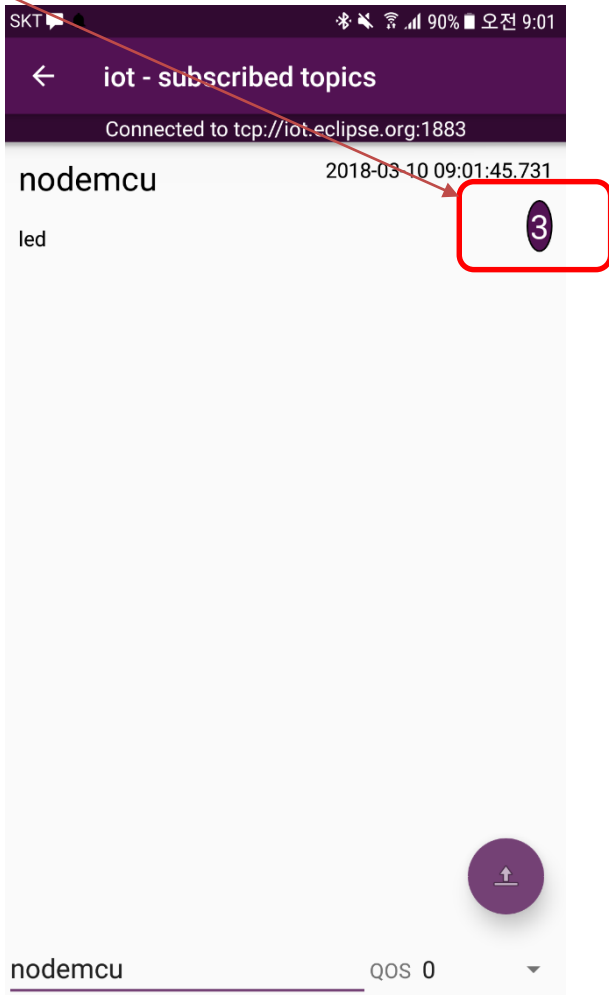 SKT 90% 오전 9:01
iot - subscribed topics
Connected to tcp://iot.eclipse.org:1883
nodemcu 2018-03-10 09:01:45.731
led 3
nodemcu QOS 0